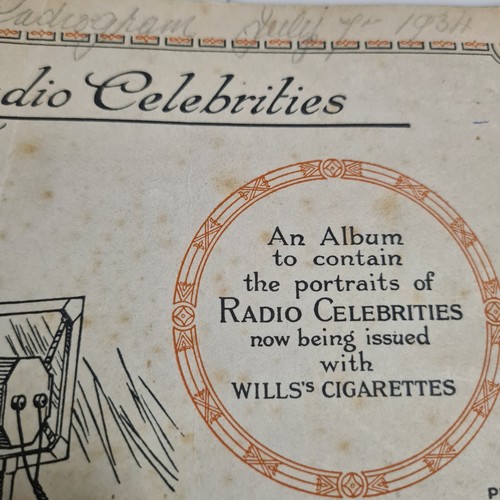 Radiogram July 7th 1934
adio Celebrities
An Album
to contain
the portraits of
RADIO CELEBRITIES
now being issued
with
WILLS's CIGARETTES
P